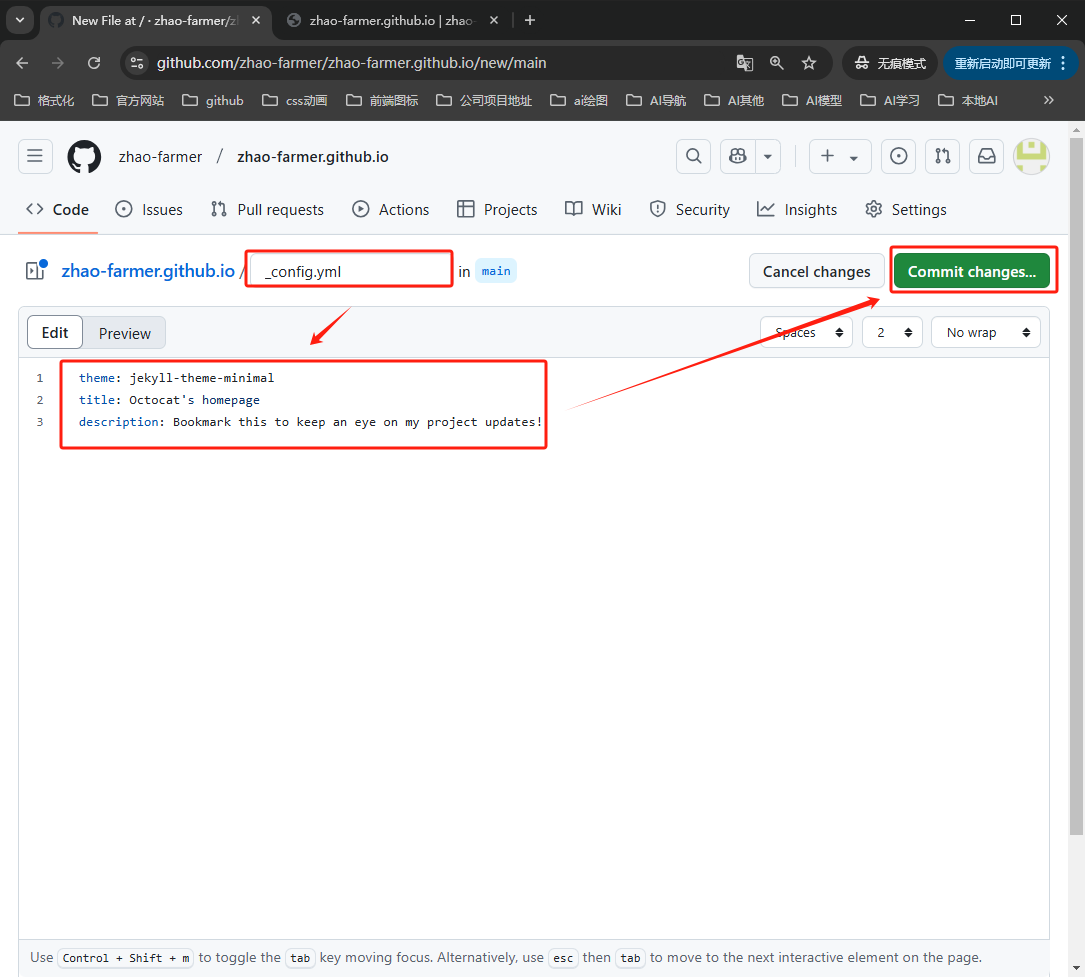 New File at / · zhao-farmer/z
zhao-farmer.github.io | zhao-
github.com/zhao-farmer/zhao-farmer.github.io/new/main
无痕模式
重新启动即可更新
格式化
官方网站
github
css动画
前端图标
公司项目地址
ai绘图
AI导航
AI其他
AI模型
AI学习
本地AI
zhao-farmer / zhao-farmer.github.io
Code Issues Pull requests Actions Projects Wiki Security Insights Settings
zhao-farmer.github.io / _config.yml in main
Cancel changes
Commit changes...
Edit Preview
Spaces 2 No wrap
1 theme: jekyll-theme-minimal
2 title: Octocat's homepage
3 description: Bookmark this to keep an eye on my project updates!
Use Control + Shift + m to toggle the tab key moving focus. Alternatively, use esc then tab to move to the next interactive element on the page.